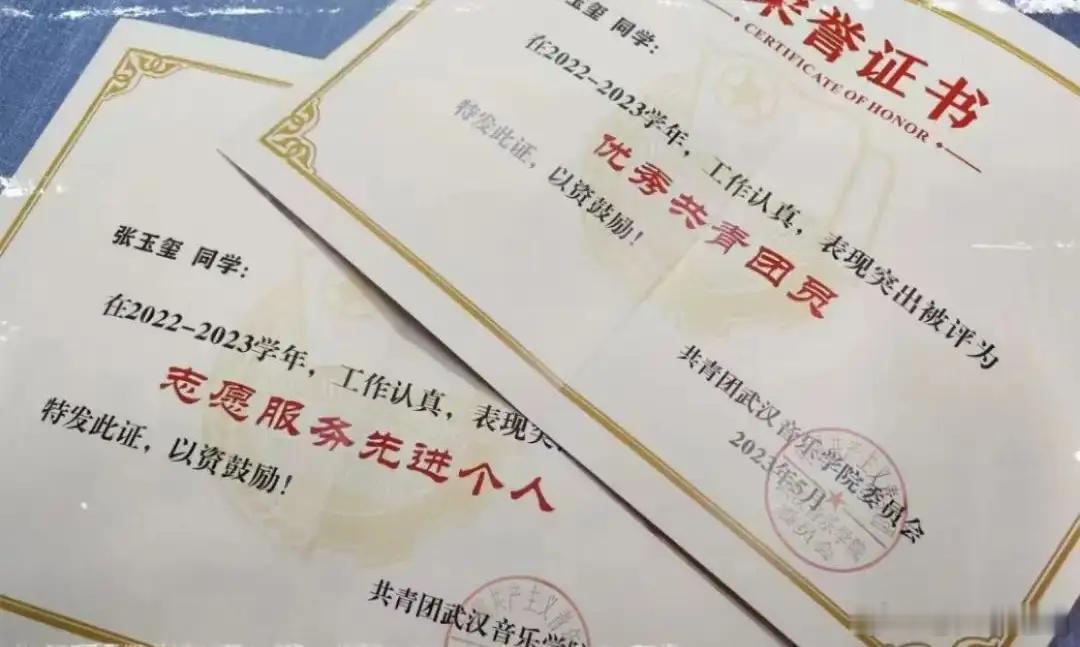 张玉玺 同学：
在2022-2023学年，工作认真，表现突
志愿服务先进个人
特发此证，以资鼓励！
共青团武汉音乐学院
荣誉证书
CERTIFICATE OF HONOR
玉玺 同学：
在2022-2023学年，工作认真，表现突出被评为
优秀共青团员
特发此证，以资鼓励！
共青团武汉音乐学院委员会
2023年5月